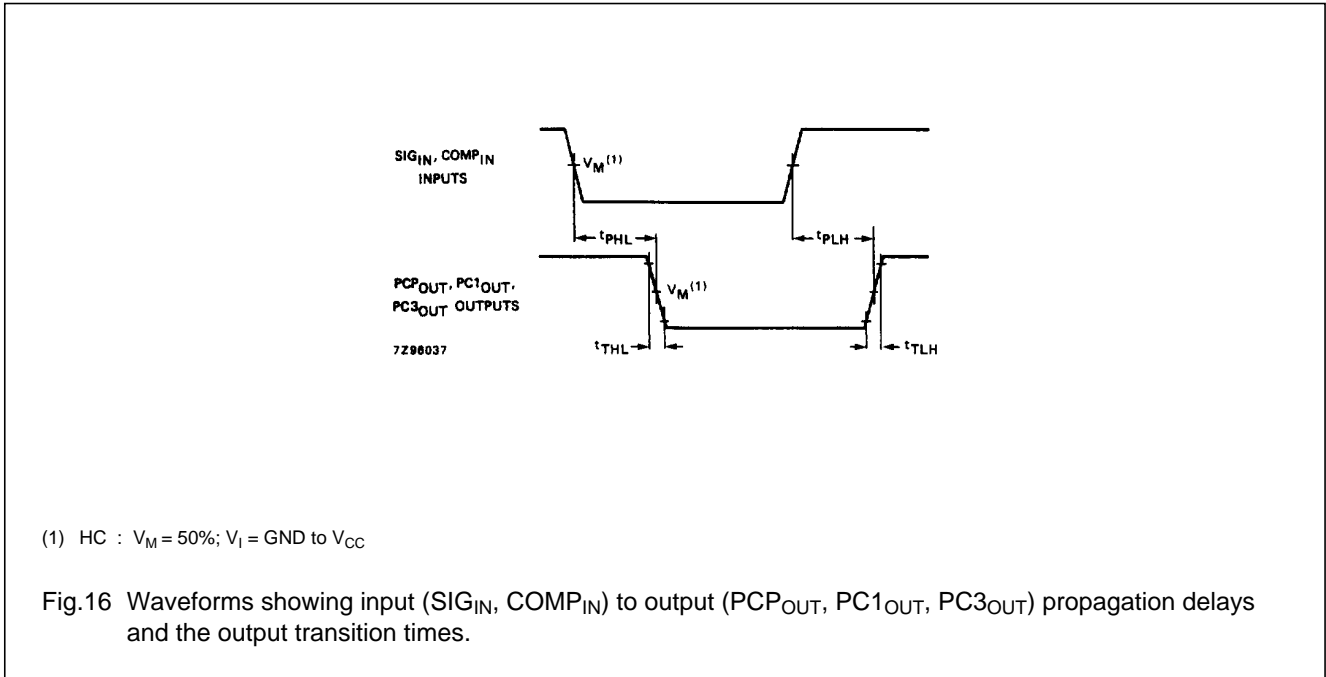 SIG_IN, COMP_IN
INPUTS
V_M(1)
t_PHL
t_PLH
PCP_OUT, PC1_OUT,
PC3_OUT OUTPUTS
V_M(1)
7Z96037
t_THL
t_TLH
(1) HC : V_M = 50%; V_I = GND to V_CC
Fig.16 Waveforms showing input (SIG_IN, COMP_IN) to output (PCP_OUT, PC1_OUT, PC3_OUT) propagation delays
and the output transition times.